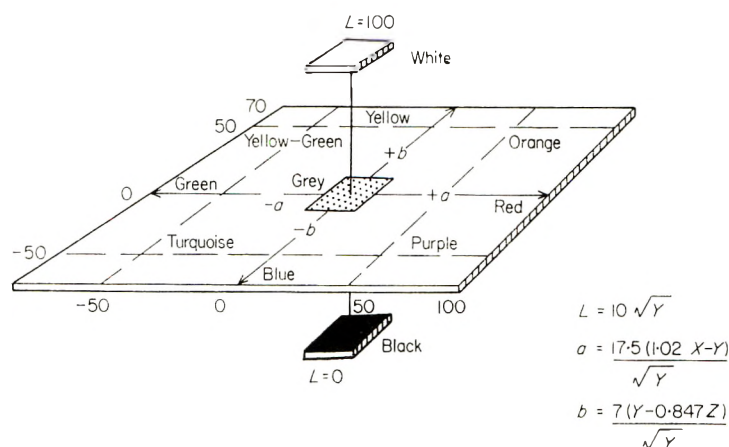 L=100
White
70
50
Yellow
Yellow-Green
Orange
+b
0
Green
Grey
-a
+a
Red
-b
-50
Turquoise
Purple
Blue
-50
0
50
100
Black
L=0
L = 10 √Y
a = 17·5 (1·02 X-Y)
√Y
b = 7(Y-0·847Z)
√Y